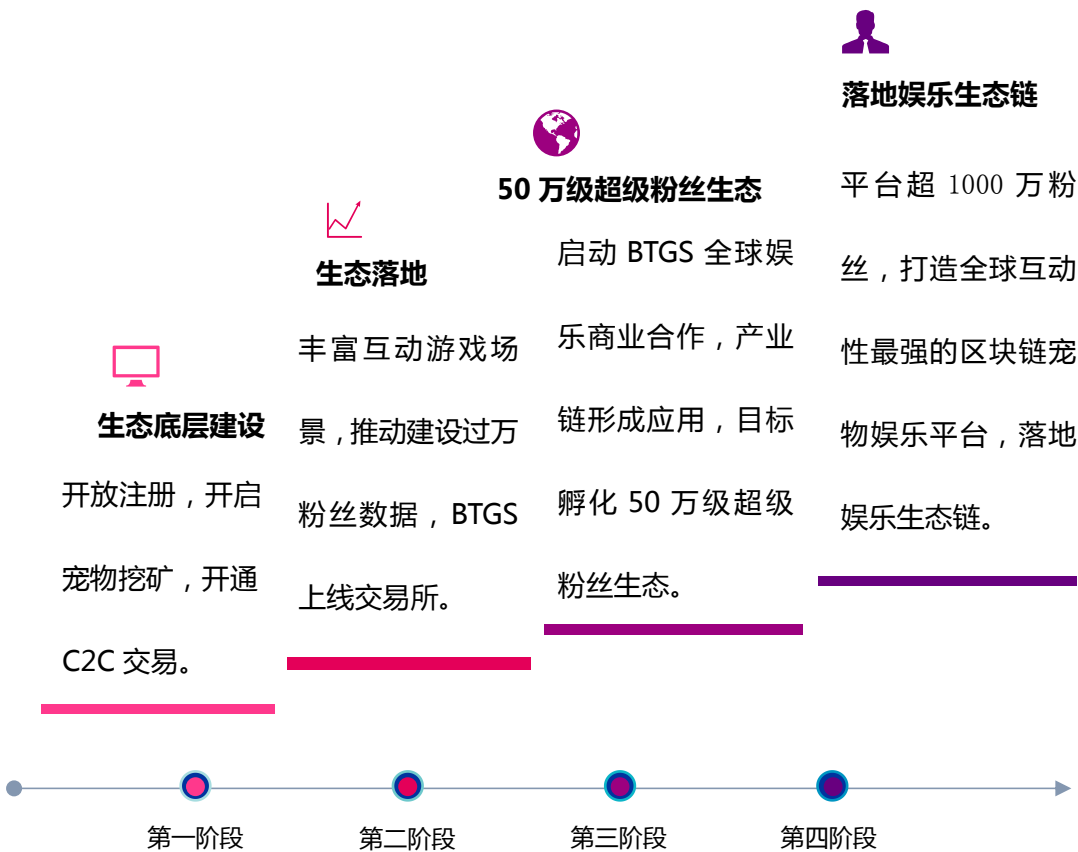 生态底层建设
开放注册，开启
宠物挖矿，开通
C2C 交易。
生态落地
丰富互动游戏场
景，推动建设过万
粉丝数据，BTGS
上线交易所。
50 万级超级粉丝生态
启动 BTGS 全球娱
乐商业合作，产业
链形成应用，目标
孵化 50 万级超级
粉丝生态。
落地娱乐生态链
平台超 1000 万粉
丝，打造全球互动
性最强的区块链宠
物娱乐平台，落地
娱乐生态链。
第一阶段
第二阶段
第三阶段
第四阶段